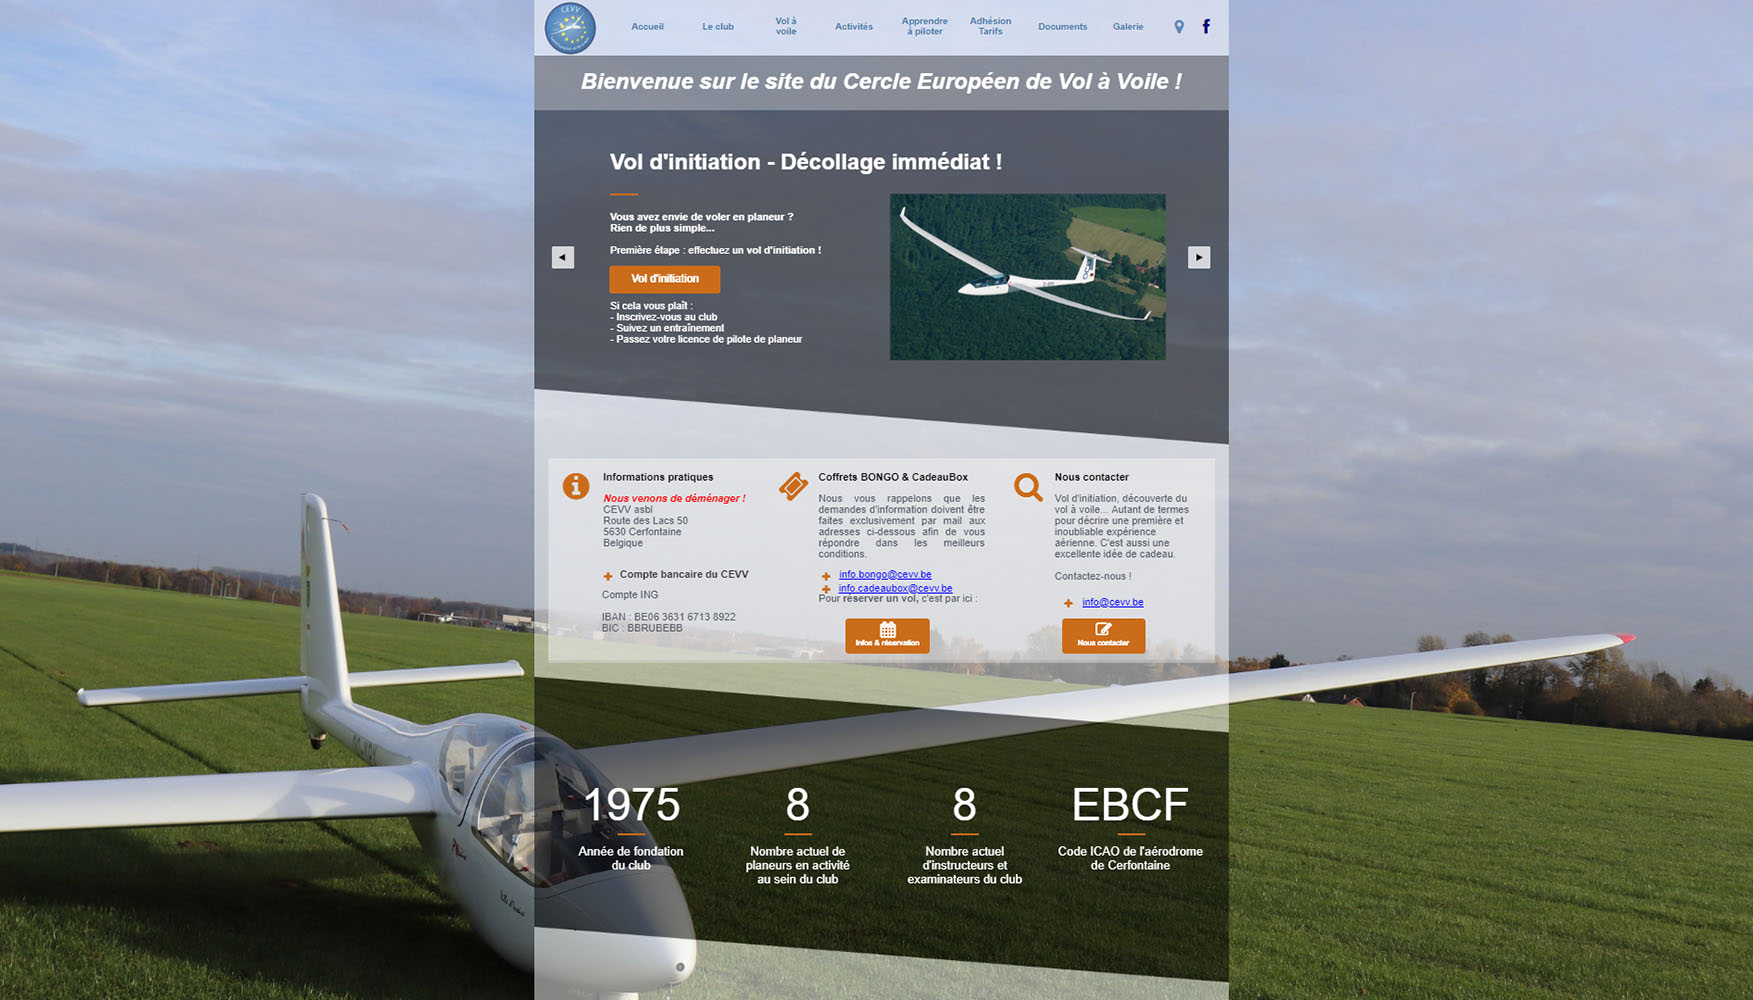 CEVV
Accueil
Le club
Vol à
voile
Activités
Apprendre
à piloter
Adhésion
Tarifs
Documents
Galerie
f
Bienvenue sur le site du Cercle Européen de Vol à Voile !
Vol d'initiation - Décollage immédiat !
Vous avez envie de voler en planeur ?
Rien de plus simple...
Première étape : effectuez un vol d'initiation !
Vol d'initiation
Si cela vous plaît :
- Inscrivez-vous au club
- Suivez un entraînement
- Passez votre licence de pilote de planeur
Informations pratiques
Nous venons de déménager !
CEVV asbl
Route des Lacs 50
5630 Cerfontaine
Belgique
Compte bancaire du CEVV
Compte ING
IBAN : BE06 3631 6713 8922
BIC : BBRUBEBB
Coffrets BONGO & CadeauBox
Nous vous rappelons que les
demandes d'information doivent être
faites exclusivement par mail aux
adresses ci-dessous afin de vous
répondre dans les meilleurs
conditions.
info.bongo@cevv.be
info.cadeaubox@cevv.be
Pour réserver un vol, c'est par ici :
Infos & réservation
Nous contacter
Vol d'initiation, découverte du
vol à voile... Autant de termes
pour décrire une première et
inoubliable expérience
aérienne. C'est aussi une
excellente idée de cadeau.
Contactez-nous !
info@cevv.be
Nous contacter
1975
Année de fondation
du club
8
Nombre actuel de
planeurs en activité
au sein du club
8
Nombre actuel
d'instructeurs et
examinateurs du club
EBCF
Code ICAO de l'aérodrome
de Cerfontaine